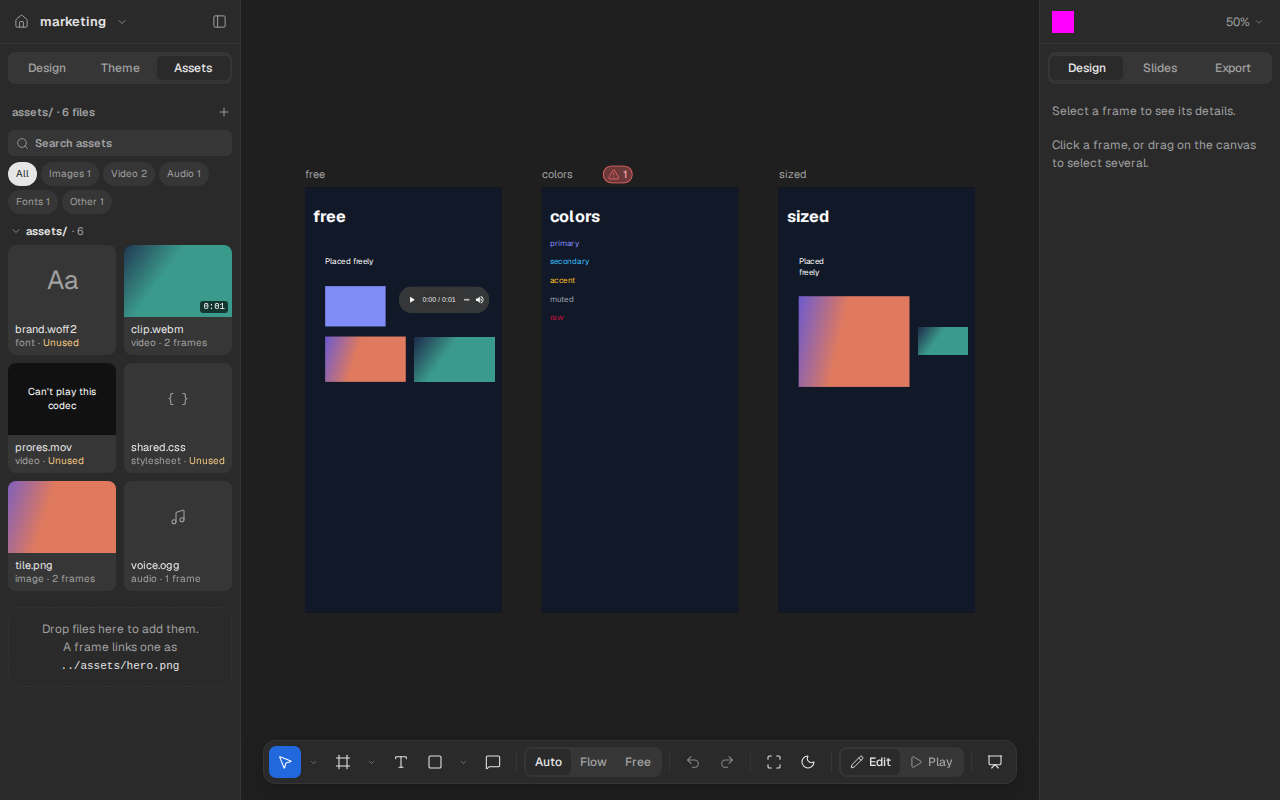 marketing
50%
Design Theme Assets
Design Slides Export
assets/ · 6 files
Search assets
All Images 1 Video 2 Audio 1
Fonts 1 Other 1
assets/ · 6
Aa
brand.woff2
font · Unused
0:01
clip.webm
video · 2 frames
Can't play this
codec
prores.mov
video · Unused
{ }
shared.css
stylesheet · Unused
tile.png
image · 2 frames
voice.ogg
audio · 1 frame
Drop files here to add them.
A frame links one as
../assets/hero.png
free
free
Placed freely
0:00 / 0:01
colors
1
colors
primary
secondary
accent
muted
raw
sized
sized
Placed
freely
Select a frame to see its details.
Click a frame, or drag on the canvas
to select several.
Auto Flow Free Edit Play